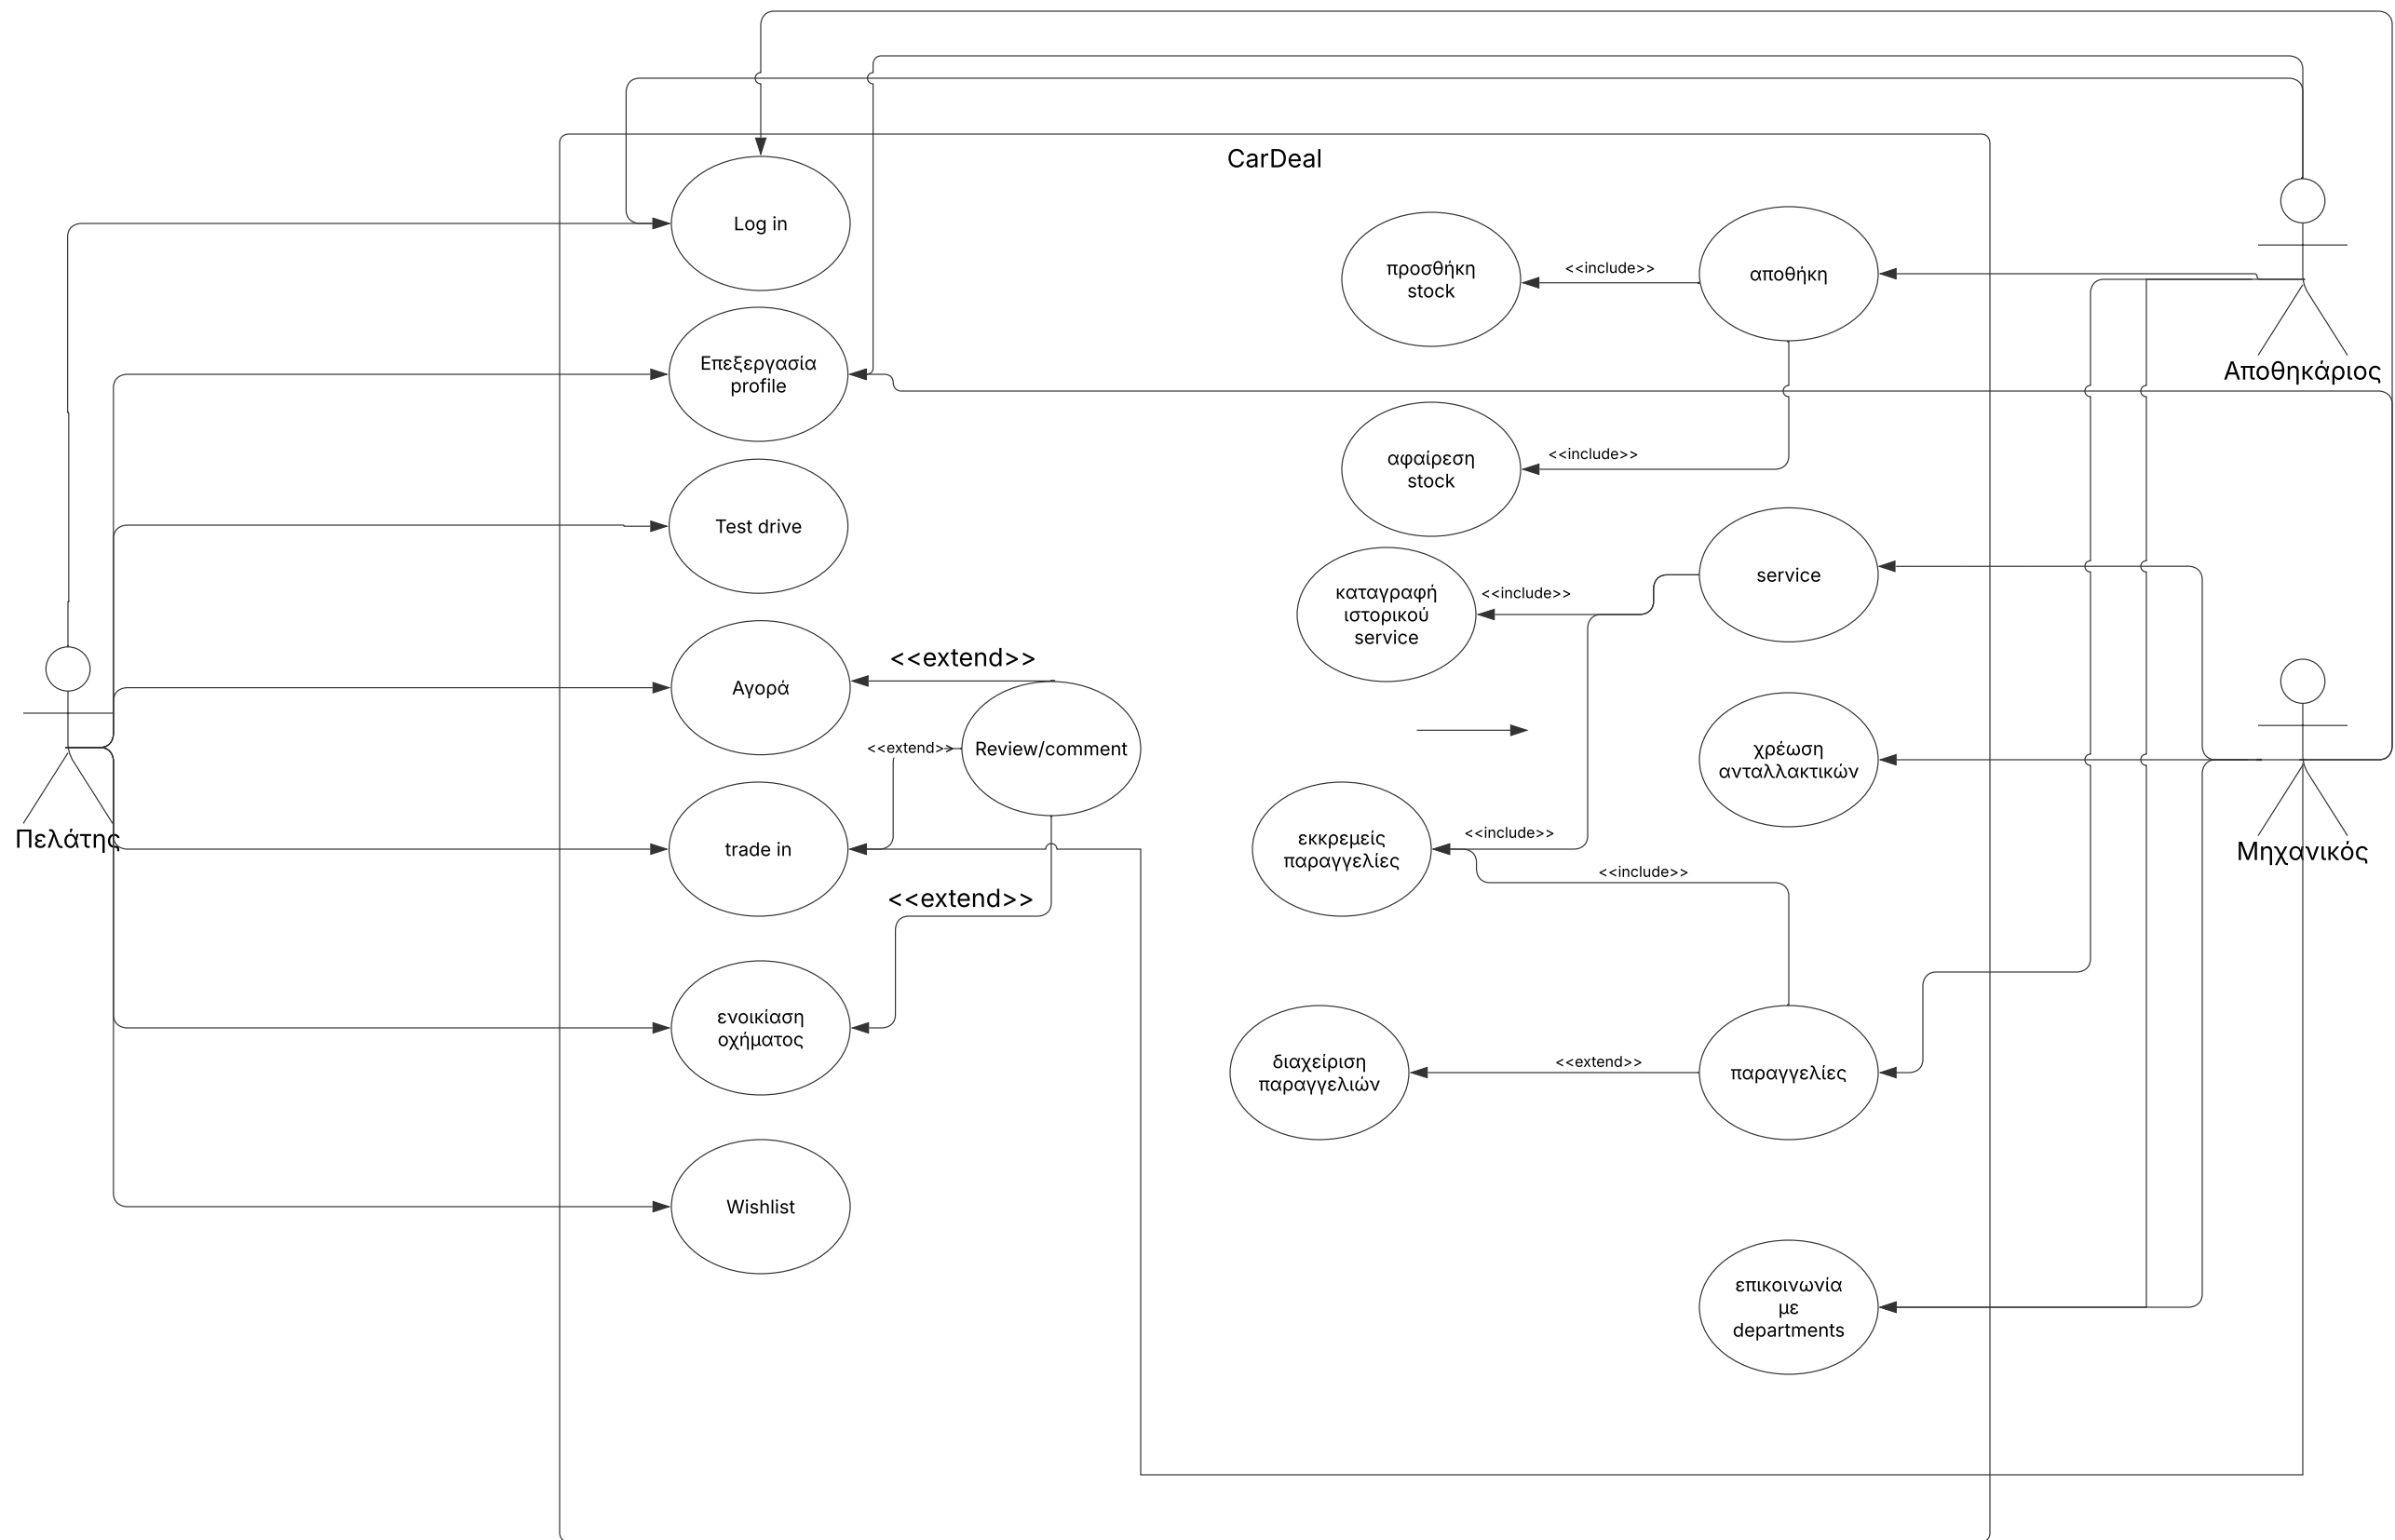 CarDeal
Log in
Επεξεργασία
profile
Test drive
Αγορά
trade in
ενοικίαση
οχήματος
Wishlist
<<extend>>
<<extend>>
Review/comment
<<extend>>
προσθήκη
stock
<<include>>
αποθήκη
αφαίρεση
stock
<<include>>
καταγραφή
ιστορικού
service
<<include>>
service
χρέωση
ανταλλακτικών
εκκρεμείς
παραγγελίες
<<include>>
<<include>>
διαχείριση
παραγγελιών
<<extend>>
παραγγελίες
επικοινωνία
με
departments
Πελάτης
Αποθηκάριος
Μηχανικός